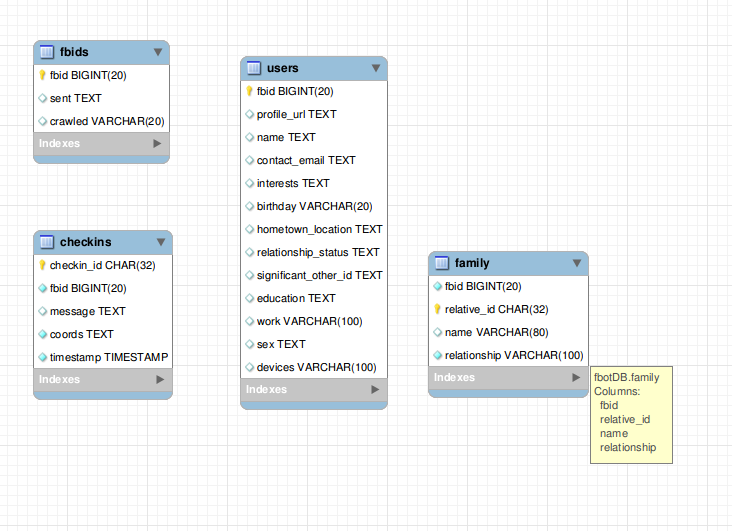 fbids
fbid BIGINT(20)
sent TEXT
crawled VARCHAR(20)
Indexes
users
fbid BIGINT(20)
profile_url TEXT
name TEXT
contact_email TEXT
interests TEXT
birthday VARCHAR(20)
hometown_location TEXT
relationship_status TEXT
significant_other_id TEXT
education TEXT
work VARCHAR(100)
sex TEXT
devices VARCHAR(100)
Indexes
checkins
checkin_id CHAR(32)
fbid BIGINT(20)
message TEXT
coords TEXT
timestamp TIMESTAMP
Indexes
family
fbid BIGINT(20)
relative_id CHAR(32)
name VARCHAR(80)
relationship VARCHAR(100)
Indexes
fbotDB.family
Columns:
fbid
relative_id
name
relationship